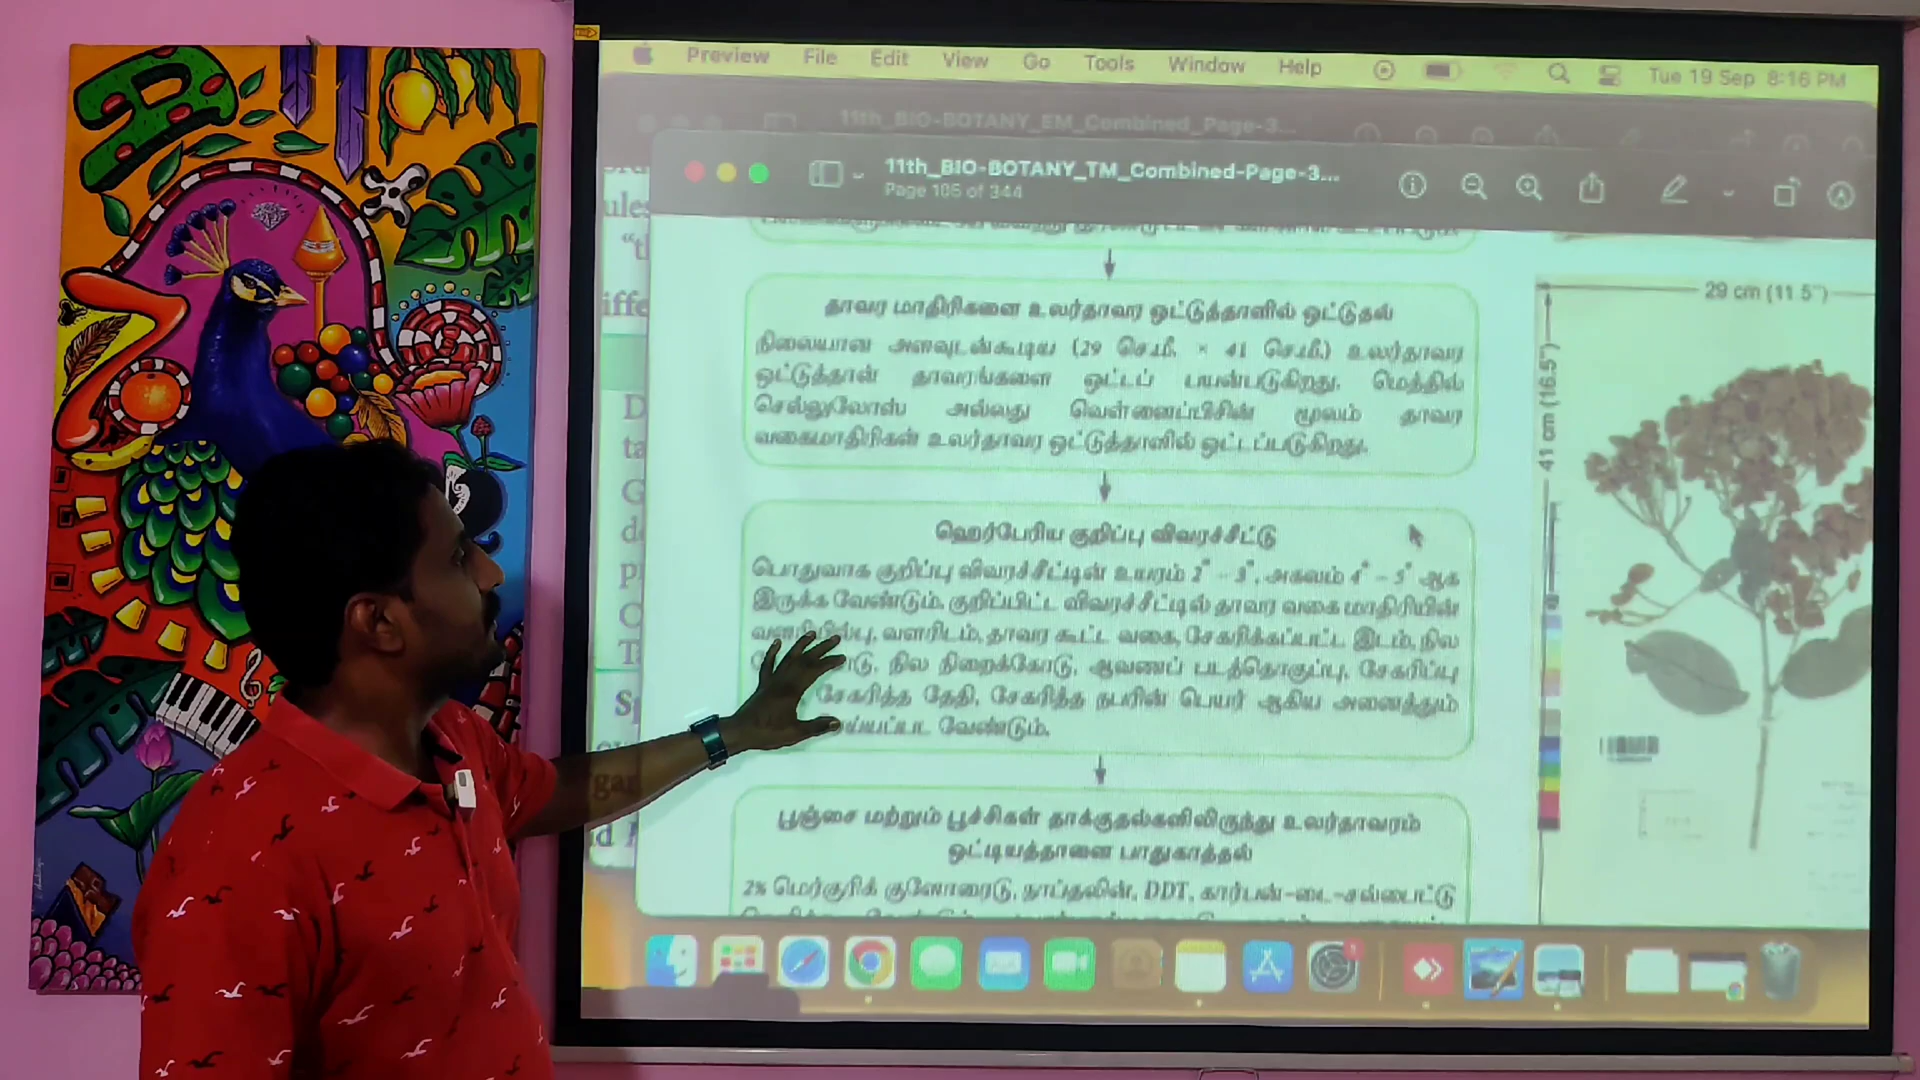 Preview File Edit View Go Tools Window Help Tue 19 Sep 8:16 PM
11th_BIO-BOTANY_EM_Combined_Page-3...
11th_BIO-BOTANY_TM_Combined-Page-3...
Page 105 of 344
தாவர மாதிரிகளை உலர்தாவர ஒட்டுத்தாளில் ஒட்டுதல்
நிலையான அளவுடன்கூடிய (29 செ.மீ. × 41 செ.மீ.) உலர்தாவர
ஒட்டுத்தாள் தாவரங்களை ஒட்டப் பயன்படுகிறது. மெத்தில்
செல்லுலோஸ் அல்லது வெள்ளைப்பிசின் மூலம் தாவர
வகைமாதிரிகள் உலர்தாவர ஒட்டுத்தாளில் ஒட்டப்படுகிறது.
ஹெர்பேரிய குறிப்பு விவரச்சீட்டு
பொதுவாக குறிப்பு விவரச்சீட்டின் உயரம் 2" – 3", அகலம் 4" – 5" ஆக
இருக்க வேண்டும். குறிப்பிட்ட விவரச்சீட்டில் தாவர வகை மாதிரியின்
வளரிடம், தாவர கூட்ட வகை, சேகரிக்கப்பட்ட இடம், நில
நில நிறைக்கோடு, ஆவணப் படத்தொகுப்பு, சேகரிப்பு
சேகரித்த தேதி, சேகரித்த நபரின் பெயர் ஆகிய அனைத்தும்
வேண்டும்.
பூஞ்சை மற்றும் பூச்சிகள் தாக்குதல்களிலிருந்து உலர்தாவரம்
ஒட்டியத்தாளை பாதுகாத்தல்
2% மெர்குரிக் குளோரைடு, நாப்தலின், DDT, கார்பன்-டை-சல்பைட்டு
29 cm (11 5")
41 cm (16.5")